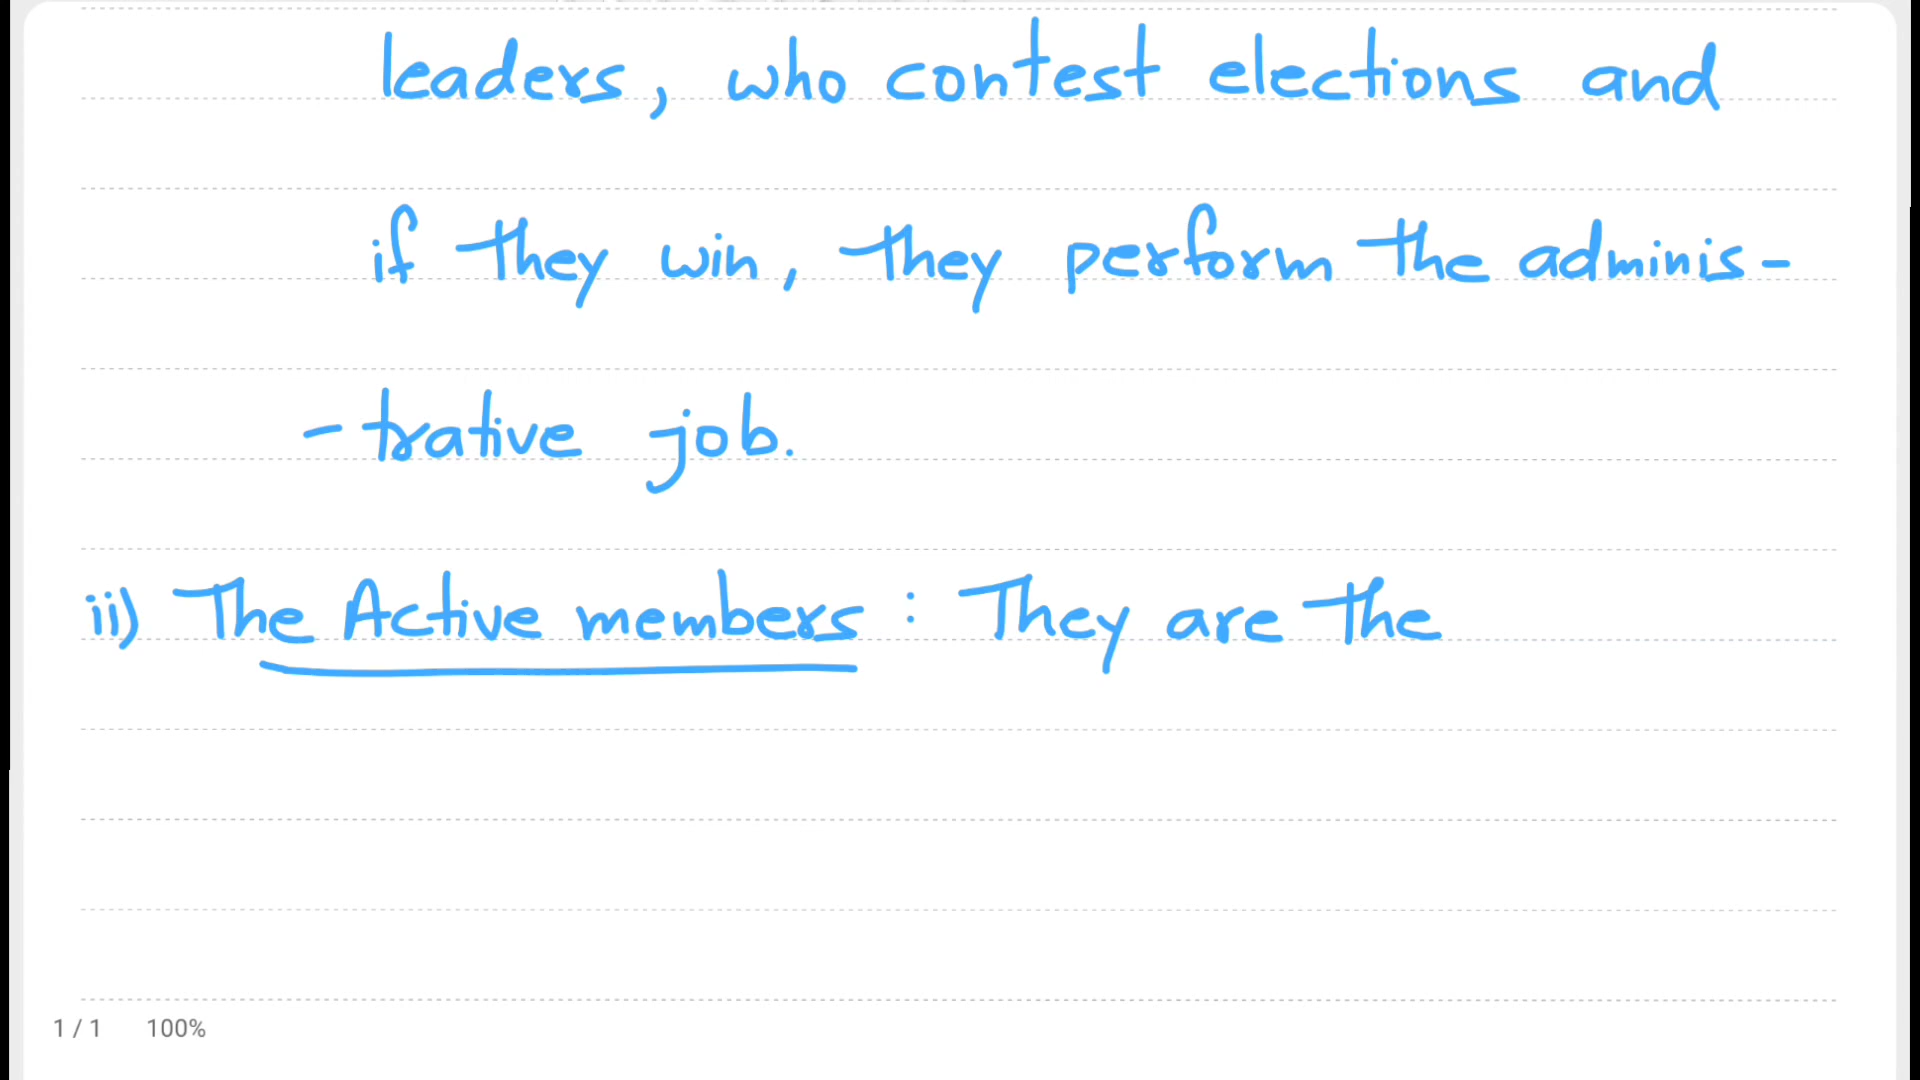 leaders, who contest elections and
if they win, they perform the adminis-
-trative job.
ii) The Active members : They are the
1 / 1 100%